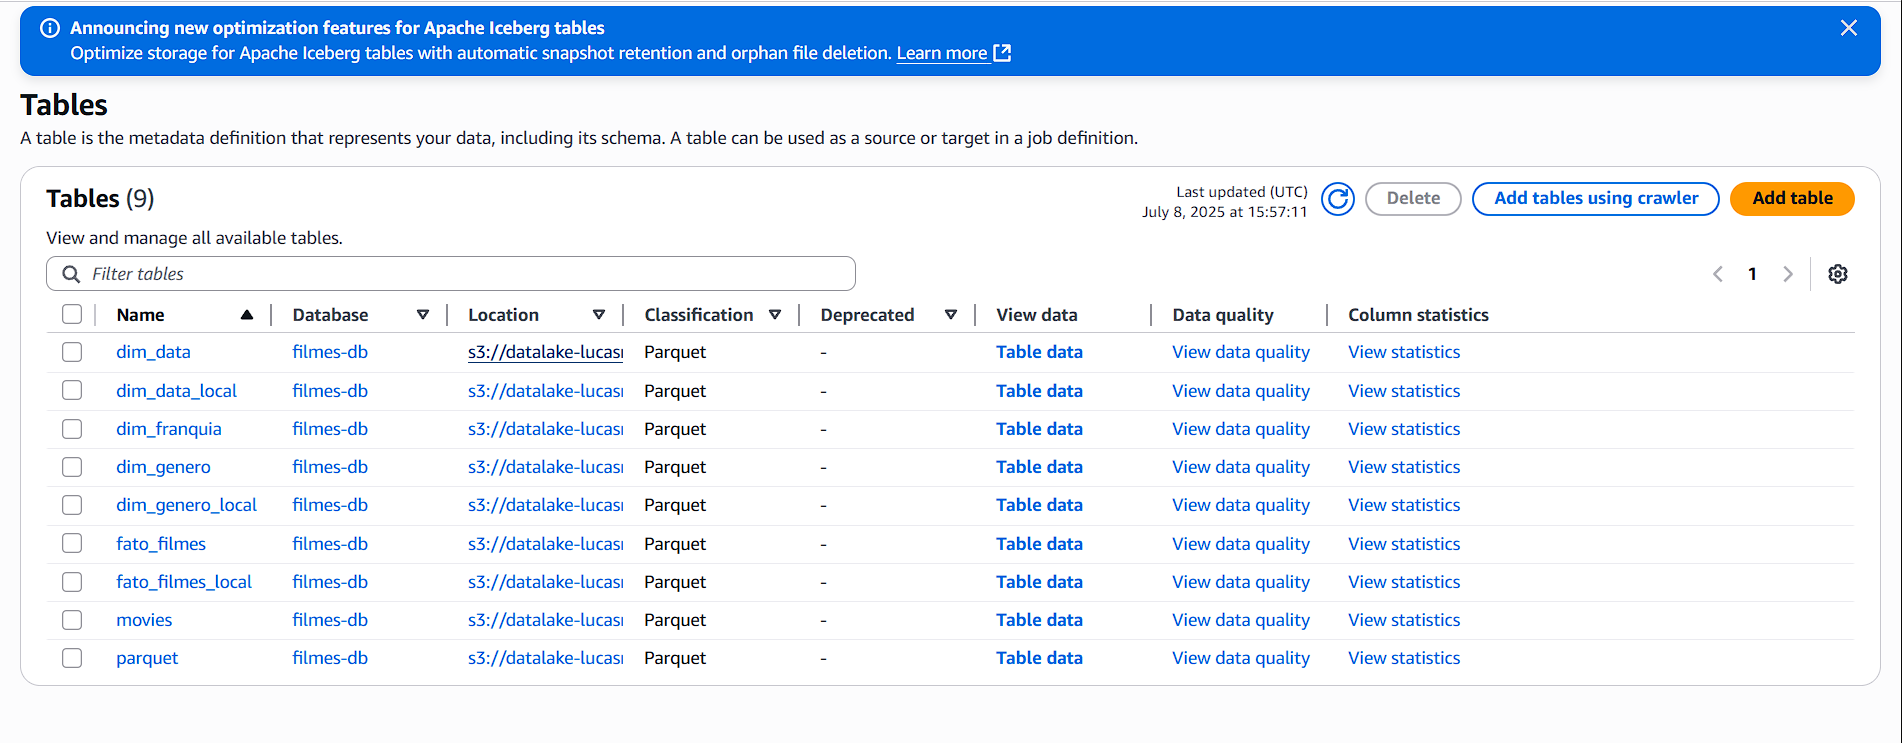 Announcing new optimization features for Apache Iceberg tables
Optimize storage for Apache Iceberg tables with automatic snapshot retention and orphan file deletion. Learn more
Tables
A table is the metadata definition that represents your data, including its schema. A table can be used as a source or target in a job definition.
Tables (9)
Last updated (UTC)
July 8, 2025 at 15:57:11
Delete
Add tables using crawler
Add table
View and manage all available tables.
Filter tables
1
Name Database Location Classification Deprecated View data Data quality Column statistics
dim_data filmes-db s3://datalake-lucas Parquet - Table data View data quality View statistics
dim_data_local filmes-db s3://datalake-lucas Parquet - Table data View data quality View statistics
dim_franquia filmes-db s3://datalake-lucas Parquet - Table data View data quality View statistics
dim_genero filmes-db s3://datalake-lucas Parquet - Table data View data quality View statistics
dim_genero_local filmes-db s3://datalake-lucas Parquet - Table data View data quality View statistics
fato_filmes filmes-db s3://datalake-lucas Parquet - Table data View data quality View statistics
fato_filmes_local filmes-db s3://datalake-lucas Parquet - Table data View data quality View statistics
movies filmes-db s3://datalake-lucas Parquet - Table data View data quality View statistics
parquet filmes-db s3://datalake-lucas Parquet - Table data View data quality View statistics